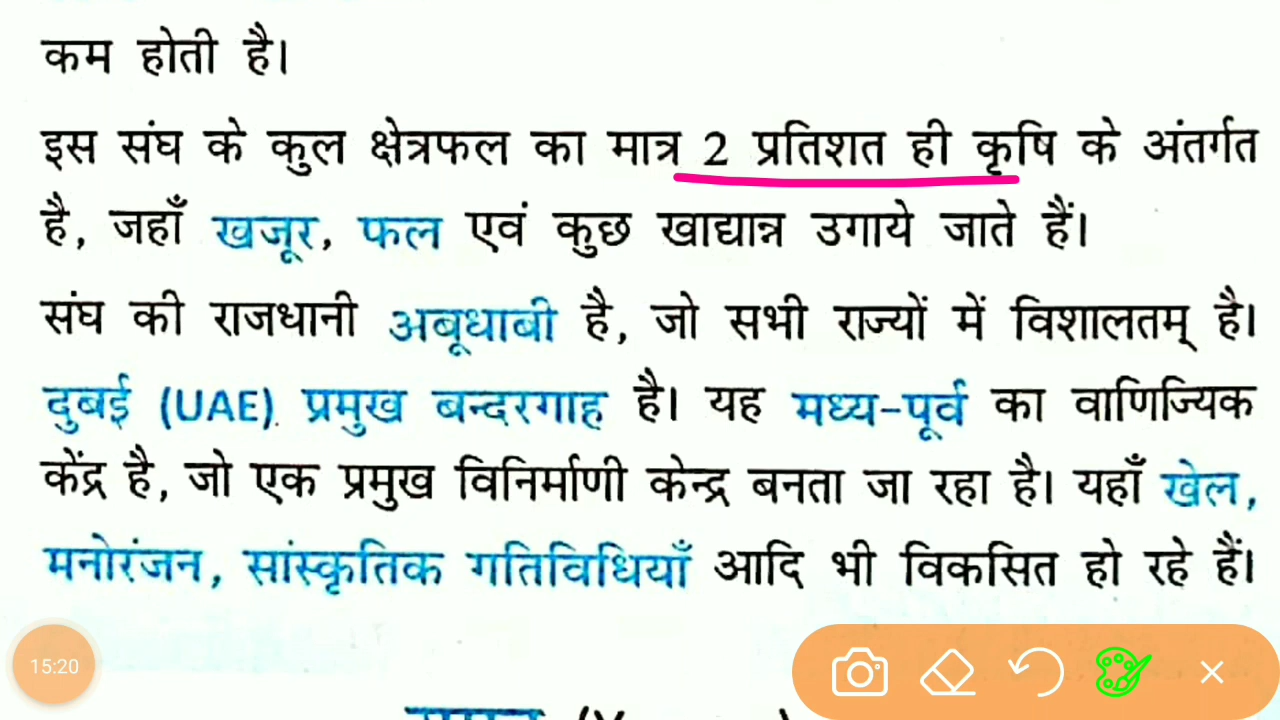 कम होती है।
इस संघ के कुल क्षेत्रफल का मात्र 2 प्रतिशत ही कृषि के अंतर्गत
है, जहाँ खजूर, फल एवं कुछ खाद्यान्न उगाये जाते हैं।
संघ की राजधानी अबूधाबी है, जो सभी राज्यों में विशालतम् है।
दुबई (UAE) प्रमुख बन्दरगाह है। यह मध्य-पूर्व का वाणिज्यिक
केंद्र है, जो एक प्रमुख विनिर्माणी केन्द्र बनता जा रहा है। यहाँ खेल,
मनोरंजन, सांस्कृतिक गतिविधियाँ आदि भी विकसित हो रहे हैं।
15:20